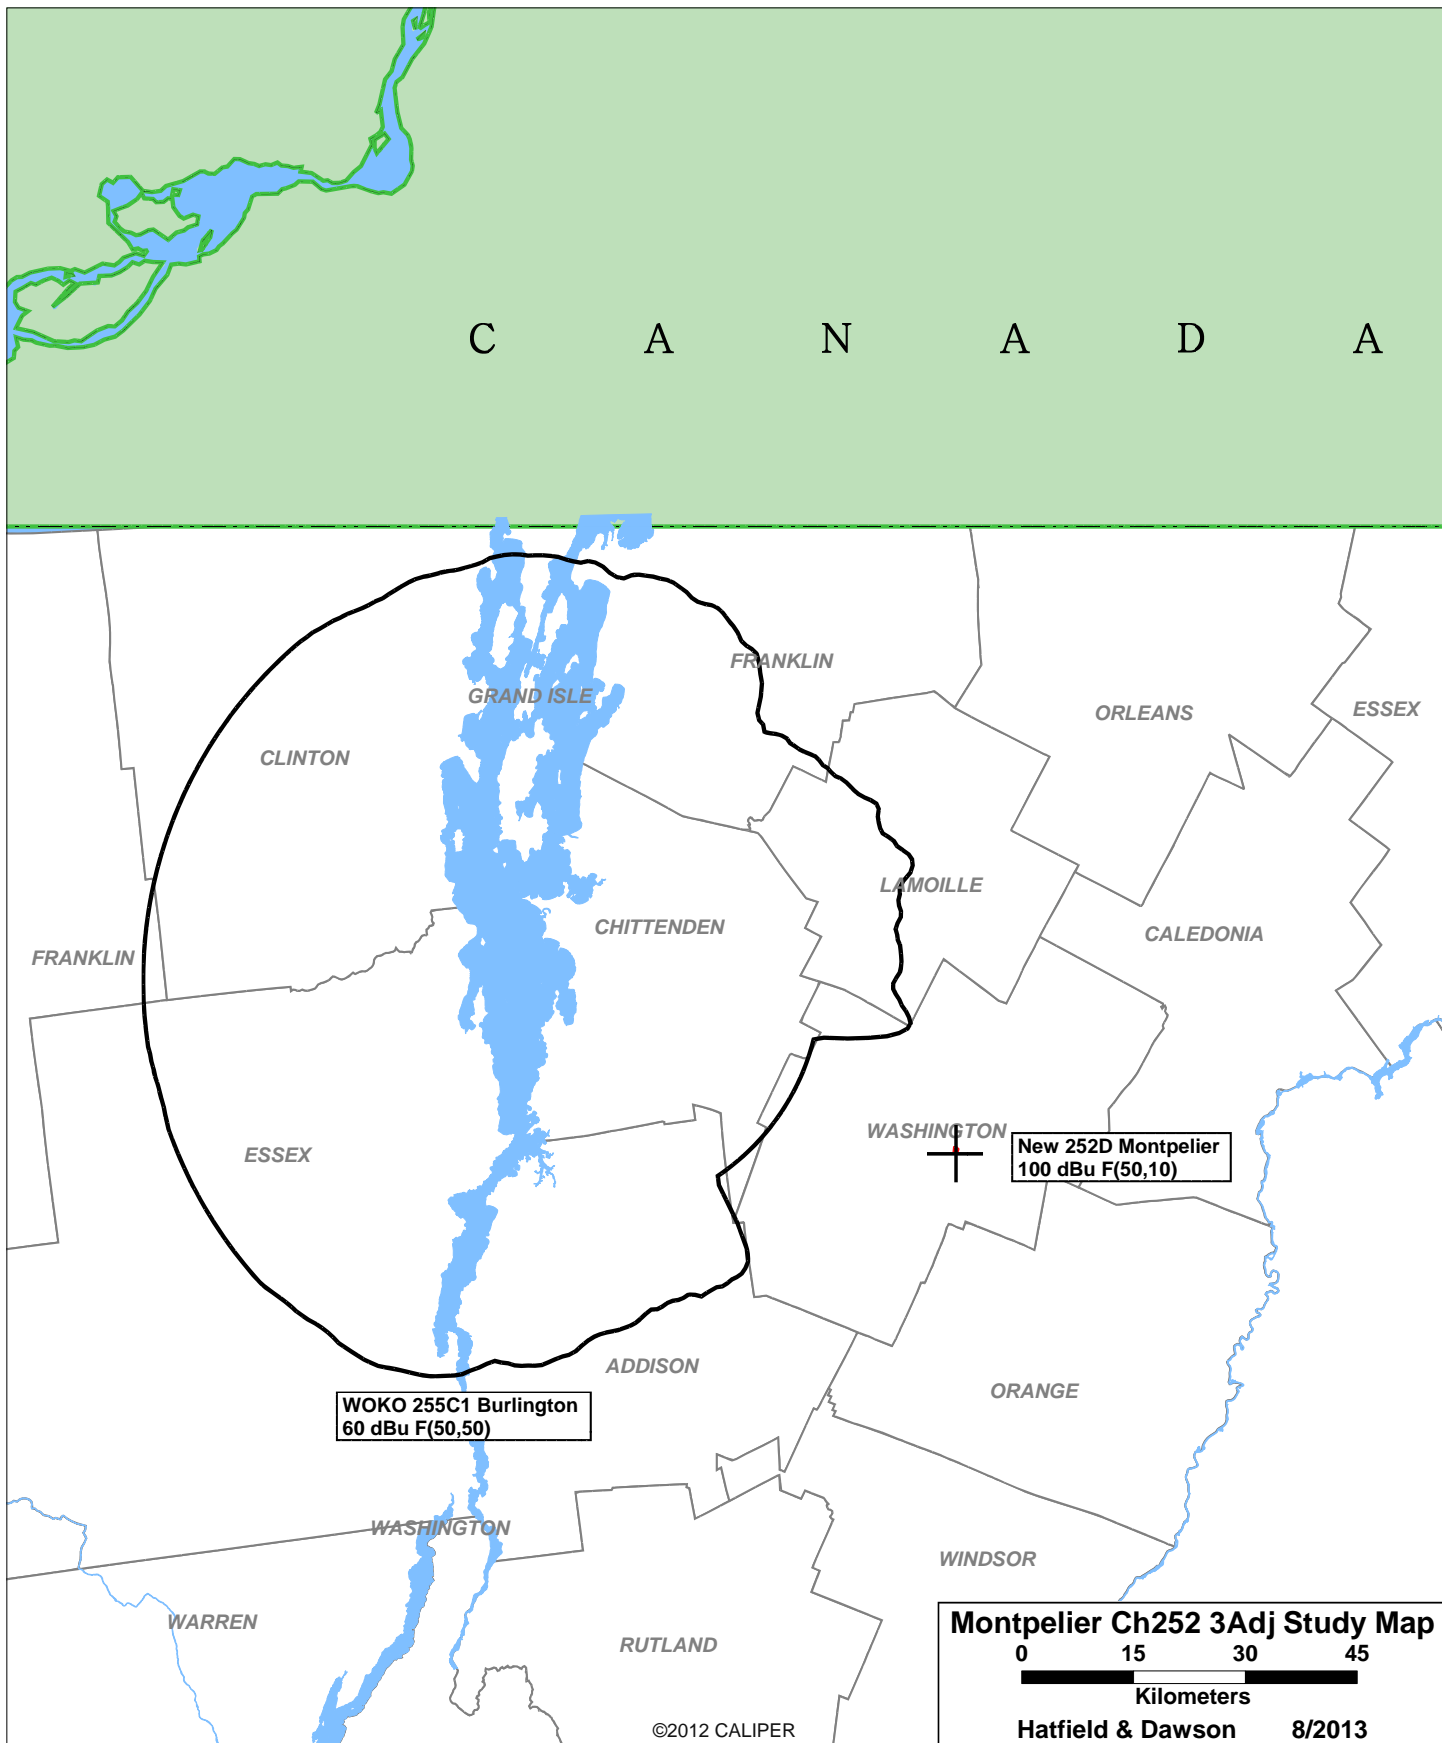 C A N A D A
FRANKLIN
GRAND ISLE
ORLEANS
ESSEX
CLINTON
LAMOILLE
CHITTENDEN
CALEDONIA
FRANKLIN
WASHINGTON
New 252D Montpelier
100 dBu F(50,10)
ESSEX
ADDISON
ORANGE
WOKO 255C1 Burlington
60 dBu F(50,50)
WASHINGTON
WINDSOR
WARREN
RUTLAND
Montpelier Ch252 3Adj Study Map
0 15 30 45
Kilometers
Hatfield & Dawson 8/2013
©2012 CALIPER